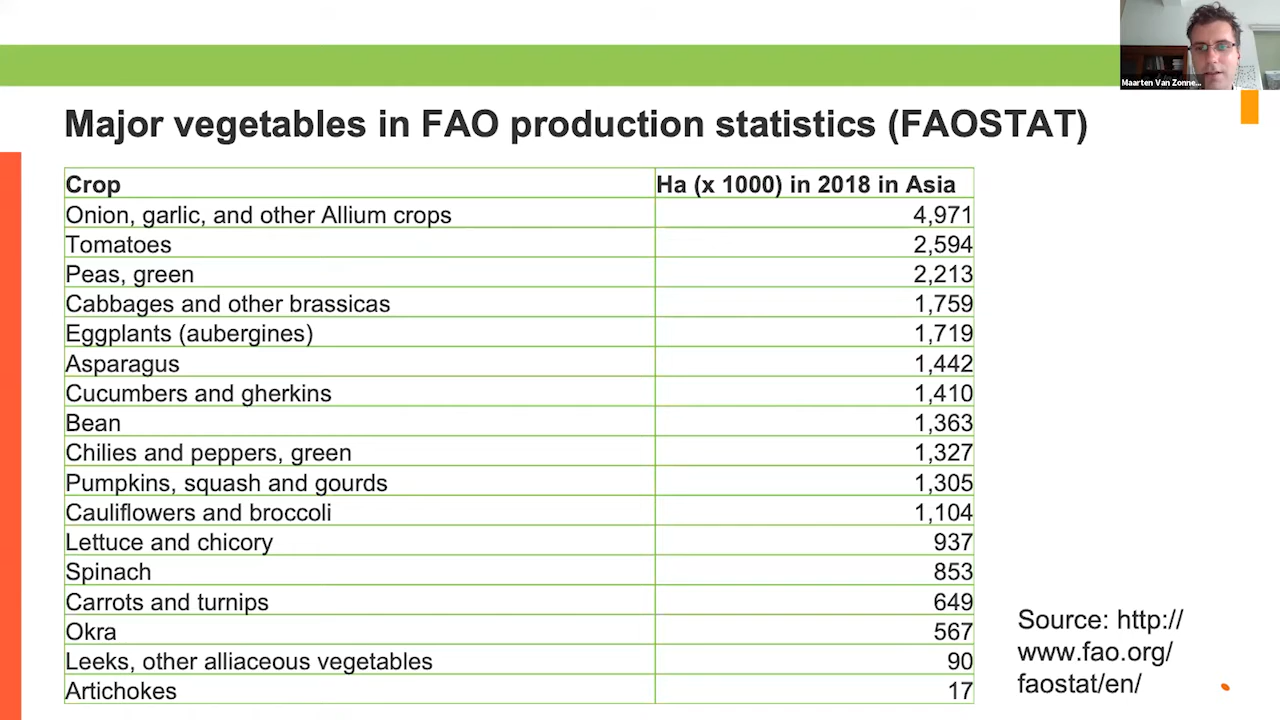 Maarten Van Zonne...
Major vegetables in FAO production statistics (FAOSTAT)
Crop Ha (x 1000) in 2018 in Asia
Onion, garlic, and other Allium crops 4,971
Tomatoes 2,594
Peas, green 2,213
Cabbages and other brassicas 1,759
Eggplants (aubergines) 1,719
Asparagus 1,442
Cucumbers and gherkins 1,410
Bean 1,363
Chilies and peppers, green 1,327
Pumpkins, squash and gourds 1,305
Cauliflowers and broccoli 1,104
Lettuce and chicory 937
Spinach 853
Carrots and turnips 649
Okra 567
Leeks, other alliaceous vegetables 90
Artichokes 17
Source: http://
www.fao.org/
faostat/en/